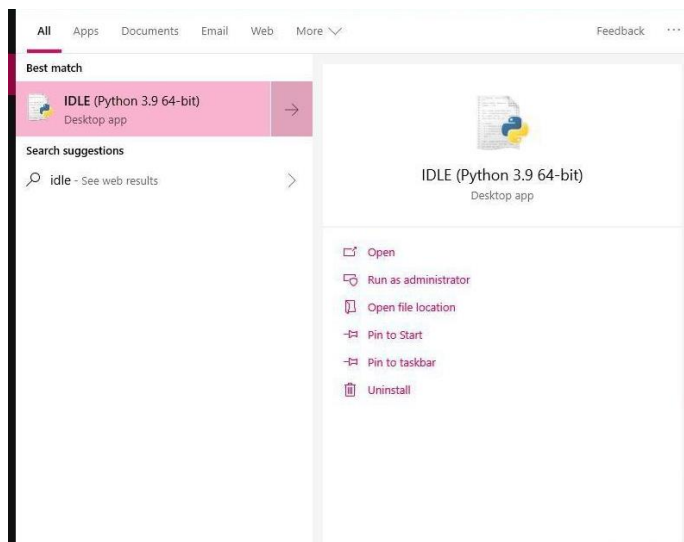 All Apps Documents Email Web More Feedback ...
Best match
IDLE (Python 3.9 64-bit)
Desktop app
Search suggestions
idle - See web results
IDLE (Python 3.9 64-bit)
Desktop app
Open
Run as administrator
Open file location
Pin to Start
Pin to taskbar
Uninstall